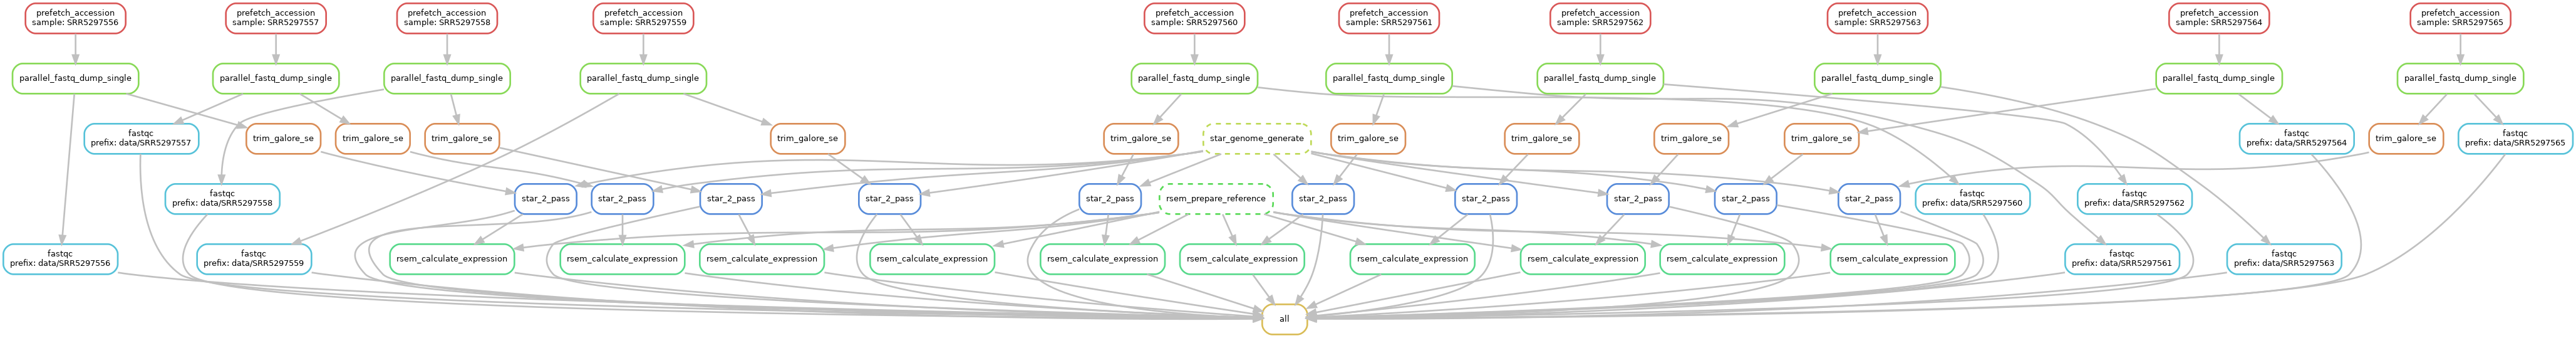 prefetch_accession
sample: SRR5297556
prefetch_accession
sample: SRR5297557
prefetch_accession
sample: SRR5297558
prefetch_accession
sample: SRR5297559
prefetch_accession
sample: SRR5297560
prefetch_accession
sample: SRR5297561
prefetch_accession
sample: SRR5297562
prefetch_accession
sample: SRR5297563
prefetch_accession
sample: SRR5297564
prefetch_accession
sample: SRR5297565
parallel_fastq_dump_single
parallel_fastq_dump_single
parallel_fastq_dump_single
parallel_fastq_dump_single
parallel_fastq_dump_single
parallel_fastq_dump_single
parallel_fastq_dump_single
parallel_fastq_dump_single
parallel_fastq_dump_single
parallel_fastq_dump_single
fastqc
prefix: data/SRR5297557
trim_galore_se
trim_galore_se
trim_galore_se
trim_galore_se
trim_galore_se
star_genome_generate
trim_galore_se
trim_galore_se
trim_galore_se
trim_galore_se
fastqc
prefix: data/SRR5297564
trim_galore_se
fastqc
prefix: data/SRR5297565
fastqc
prefix: data/SRR5297558
star_2_pass
star_2_pass
star_2_pass
star_2_pass
star_2_pass
rsem_prepare_reference
star_2_pass
star_2_pass
star_2_pass
star_2_pass
star_2_pass
fastqc
prefix: data/SRR5297560
fastqc
prefix: data/SRR5297562
fastqc
prefix: data/SRR5297556
fastqc
prefix: data/SRR5297559
rsem_calculate_expression
rsem_calculate_expression
rsem_calculate_expression
rsem_calculate_expression
rsem_calculate_expression
rsem_calculate_expression
rsem_calculate_expression
rsem_calculate_expression
rsem_calculate_expression
rsem_calculate_expression
fastqc
prefix: data/SRR5297561
fastqc
prefix: data/SRR5297563
all